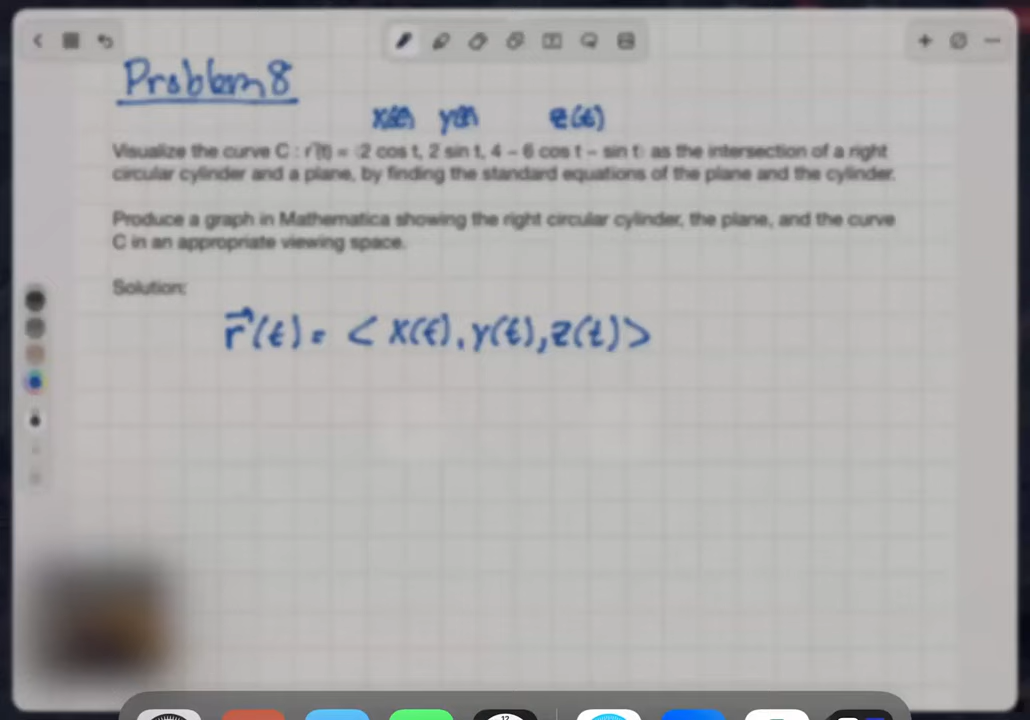 Problem 8
x(t) y(t) z(t)
Visualize the curve C : r⃗(t) = ⟨2 cos t, 2 sin t, 4 − 6 cos t − sin t⟩ as the intersection of a right
circular cylinder and a plane, by finding the standard equations of the plane and the cylinder.
Produce a graph in Mathematica showing the right circular cylinder, the plane, and the curve
C in an appropriate viewing space.
Solution:
r⃗(t) = < x(t), y(t), z(t) >